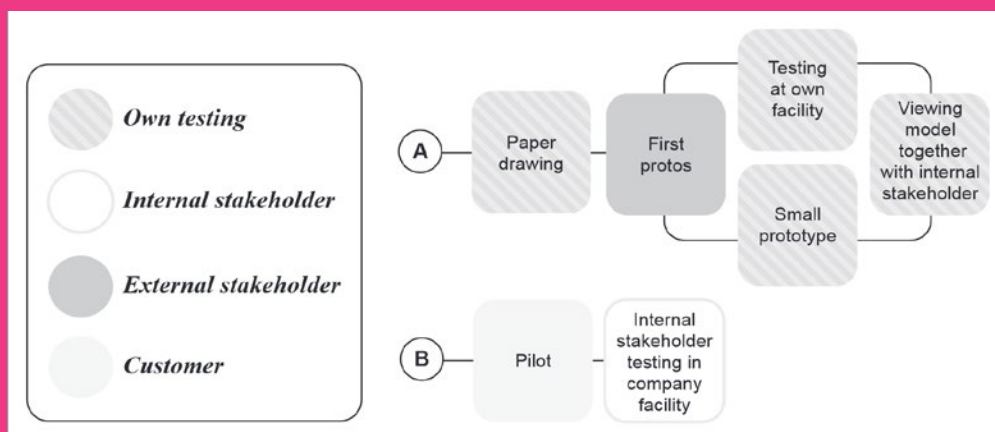 Own testing
Internal stakeholder
External stakeholder
Customer
A
Paper
drawing
First
protos
Testing
at own
facility
Small
prototype
Viewing
model
together
with internal
stakeholder
B
Pilot
Internal
stakeholder
testing in
company
facility